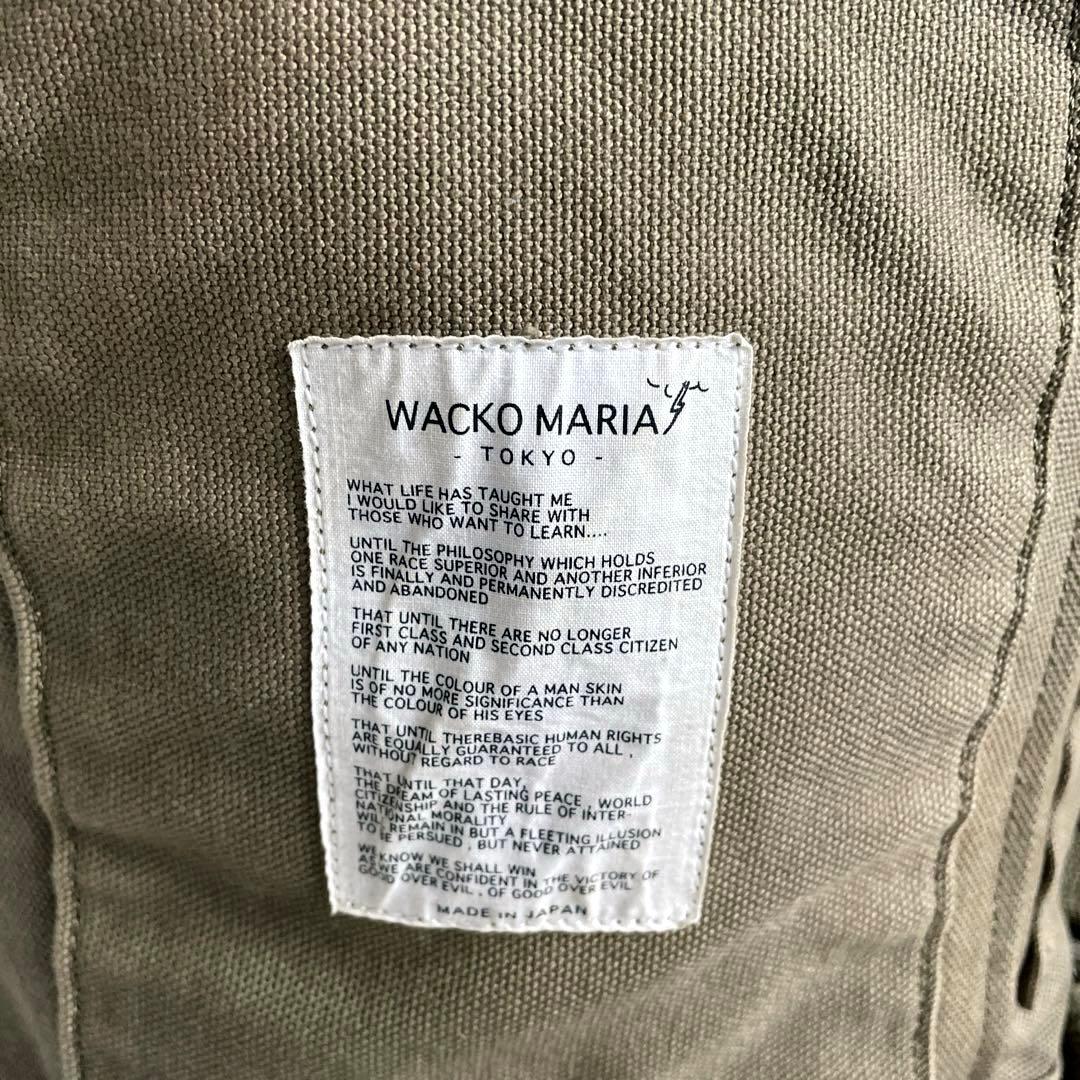 WACKO MARIA
- TOKYO -
WHAT LIFE HAS TAUGHT ME
I WOULD LIKE TO SHARE WITH
THOSE WHO WANT TO LEARN....
UNTIL THE PHILOSOPHY WHICH HOLDS
ONE RACE SUPERIOR AND ANOTHER INFERIOR
IS FINALLY AND PERMANENTLY DISCREDITED
AND ABANDONED
THAT UNTIL THERE ARE NO LONGER
FIRST CLASS AND SECOND CLASS CITIZEN
OF ANY NATION
UNTIL THE COLOUR OF A MAN SKIN
IS OF NO MORE SIGNIFICANCE THAN
THE COLOUR OF HIS EYES
THAT UNTIL THEREBASIC HUMAN RIGHTS
ARE EQUALLY GUARANTEED TO ALL ,
WITHOUT REGARD TO RACE
THAT UNTIL THAT DAY,
THE DREAM OF LASTING PEACE , WORLD
CITIZENSHIP AND THE RULE OF INTER-
NATIONAL MORALITY
WILL REMAIN IN BUT A FLEETING ILLUSION
TO BE PERSUED , BUT NEVER ATTAINED
WE KNOW WE SHALL WIN
AS WE ARE CONFIDENT IN THE VICTORY OF
GOOD OVER EVIL , OF GOOD OVER EVIL
MADE IN JAPAN